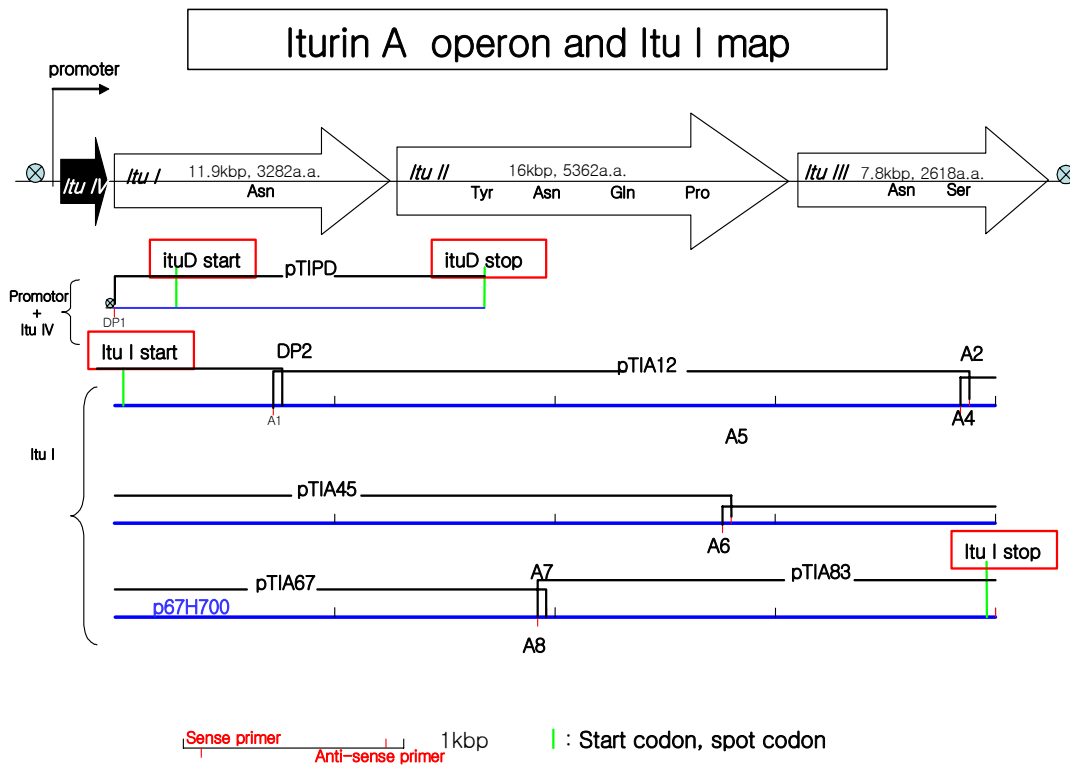 Iturin A operon and Itu I map
promoter
Itu IV
Itu I
11.9kbp, 3282a.a.
Asn
Itu II
16kbp, 5362a.a.
Tyr Asn Gln Pro
Itu III
7.8kbp, 2618a.a.
Asn Ser
ituD start
pTIPD
ituD stop
Promotor
+
Itu IV
DP1
Itu I start
DP2
pTIA12
A2
A1
A4
A5
Itu I
pTIA45
A6
Itu I stop
pTIA67
A7
pTIA83
p67H700
A8
Sense primer
Anti-sense primer
1kbp
: Start codon, spot codon